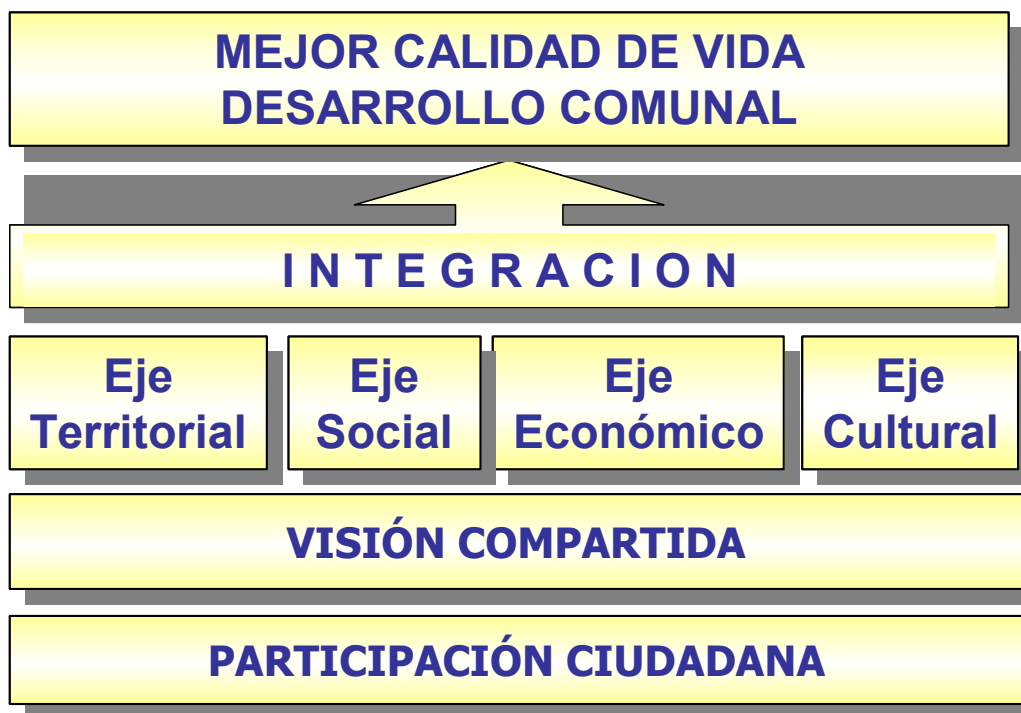 MEJOR CALIDAD DE VIDA
DESARROLLO COMUNAL
I N T E G R A C I O N
Eje
Territorial
Eje
Social
Eje
Económico
Eje
Cultural
VISIÓN COMPARTIDA
PARTICIPACIÓN CIUDADANA